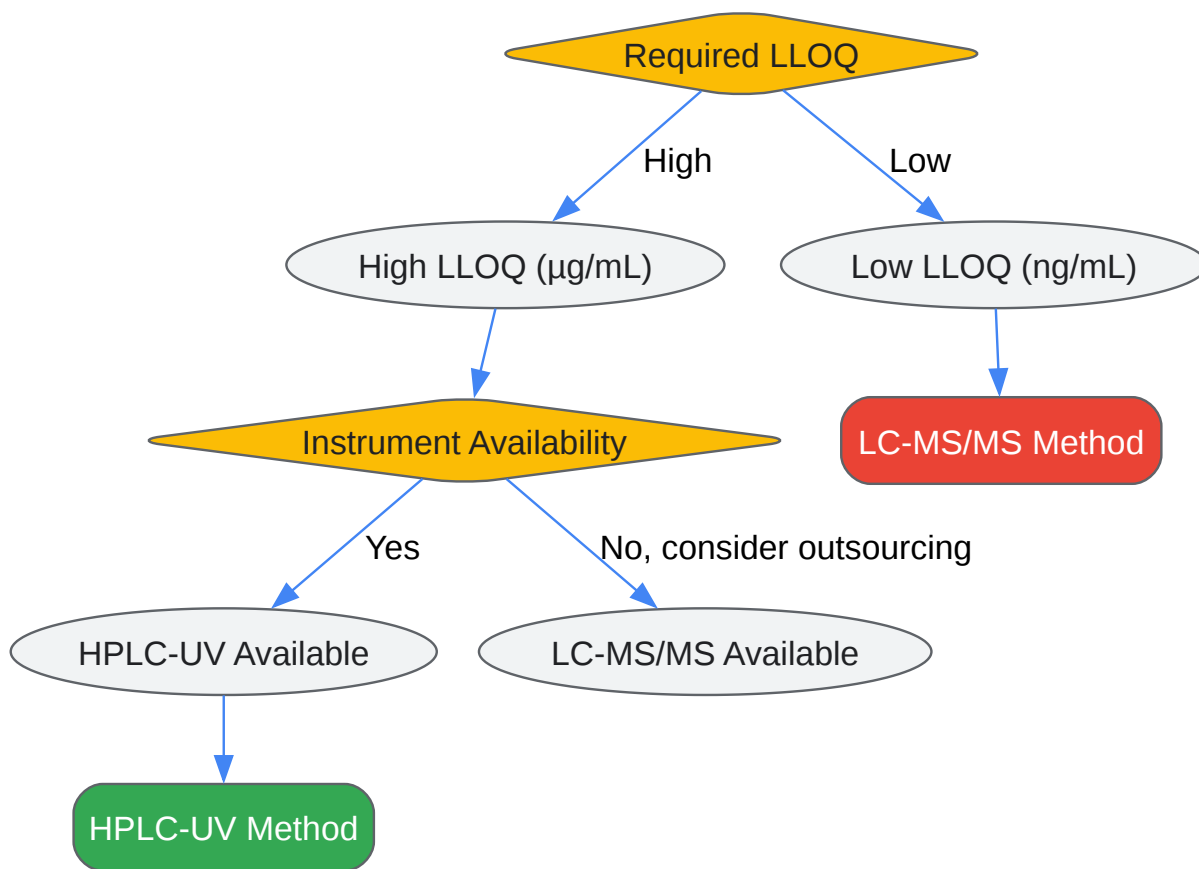 Required LLOQ
High
Low
High LLOQ (µg/mL)
Low LLOQ (ng/mL)
Instrument Availability
LC-MS/MS Method
Yes
No, consider outsourcing
HPLC-UV Available
LC-MS/MS Available
HPLC-UV Method